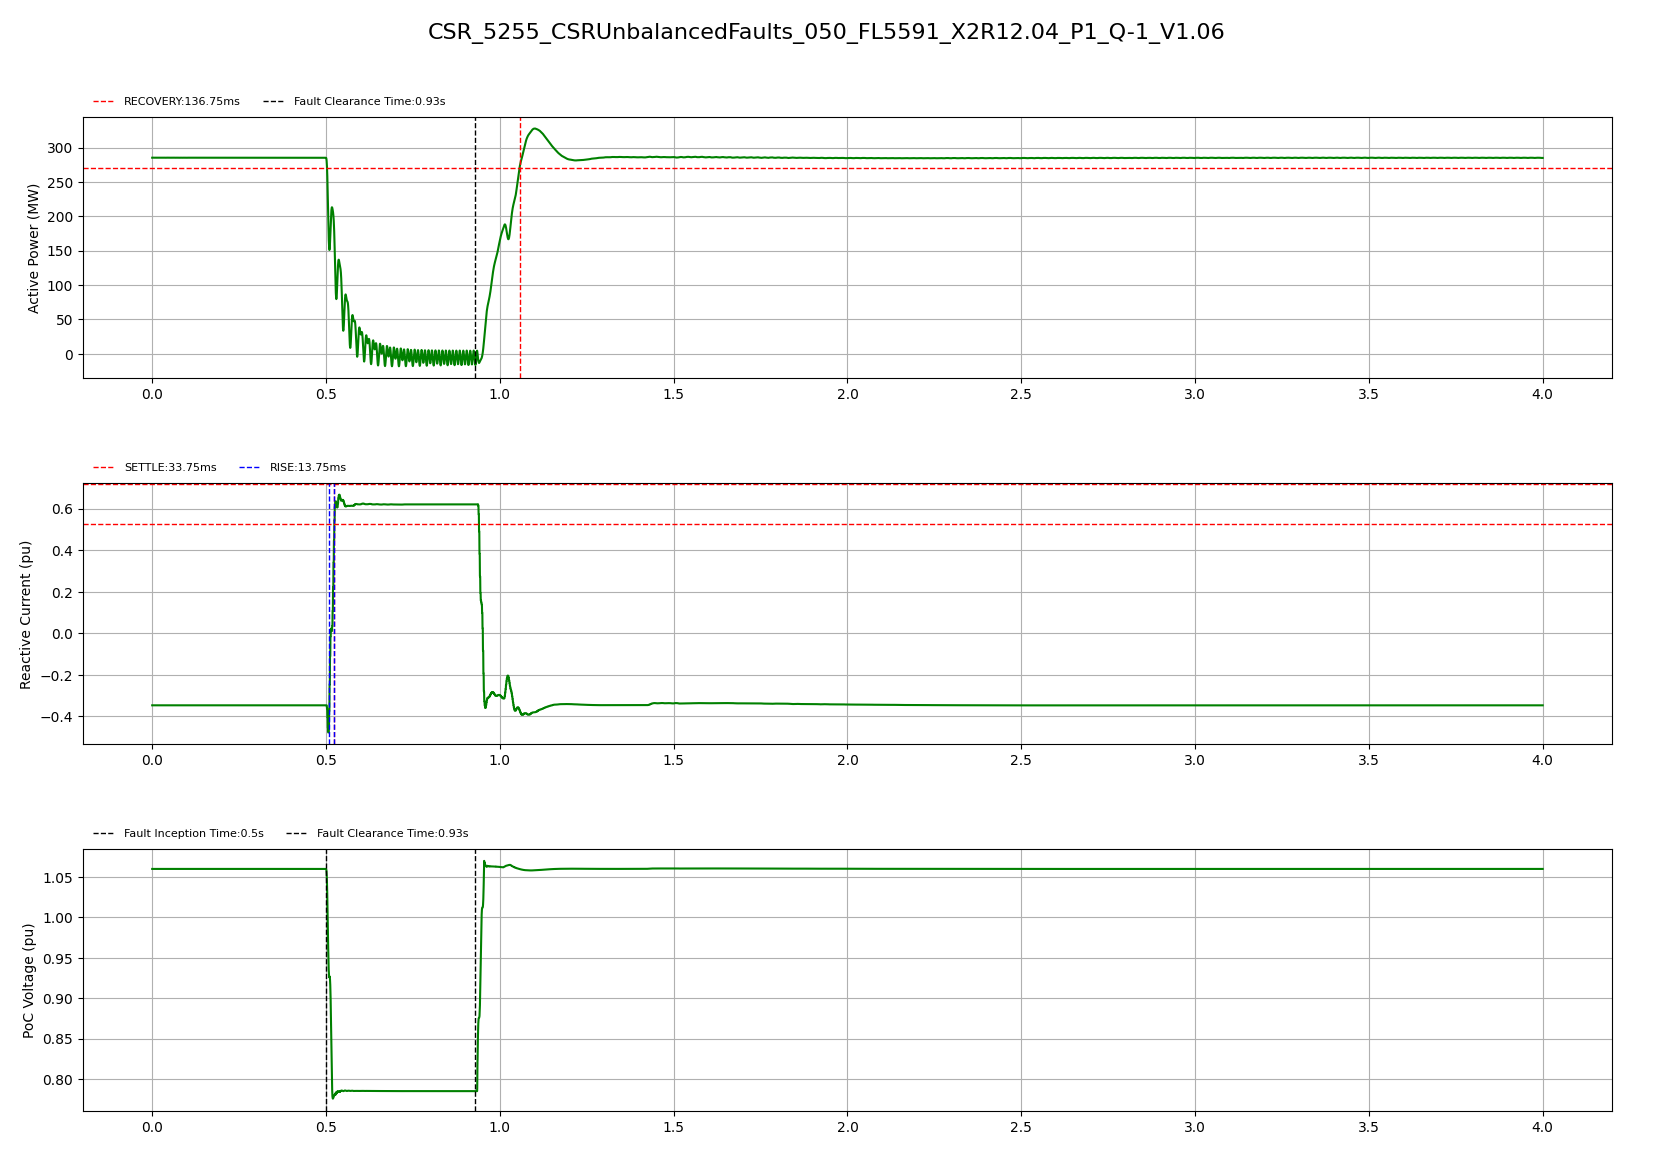 CSR_5255_CSRUnbalancedFaults_050_FL5591_X2R12.04_P1_Q-1_V1.06
RECOVERY:136.75ms Fault Clearance Time:0.93s
Active Power (MW)
300
250
200
150
100
50
0
0.0 0.5 1.0 1.5 2.0 2.5 3.0 3.5 4.0
SETTLE:33.75ms RISE:13.75ms
Reactive Current (pu)
0.6
0.4
0.2
0.0
−0.2
−0.4
0.0 0.5 1.0 1.5 2.0 2.5 3.0 3.5 4.0
Fault Inception Time:0.5s Fault Clearance Time:0.93s
PoC Voltage (pu)
1.05
1.00
0.95
0.90
0.85
0.80
0.0 0.5 1.0 1.5 2.0 2.5 3.0 3.5 4.0